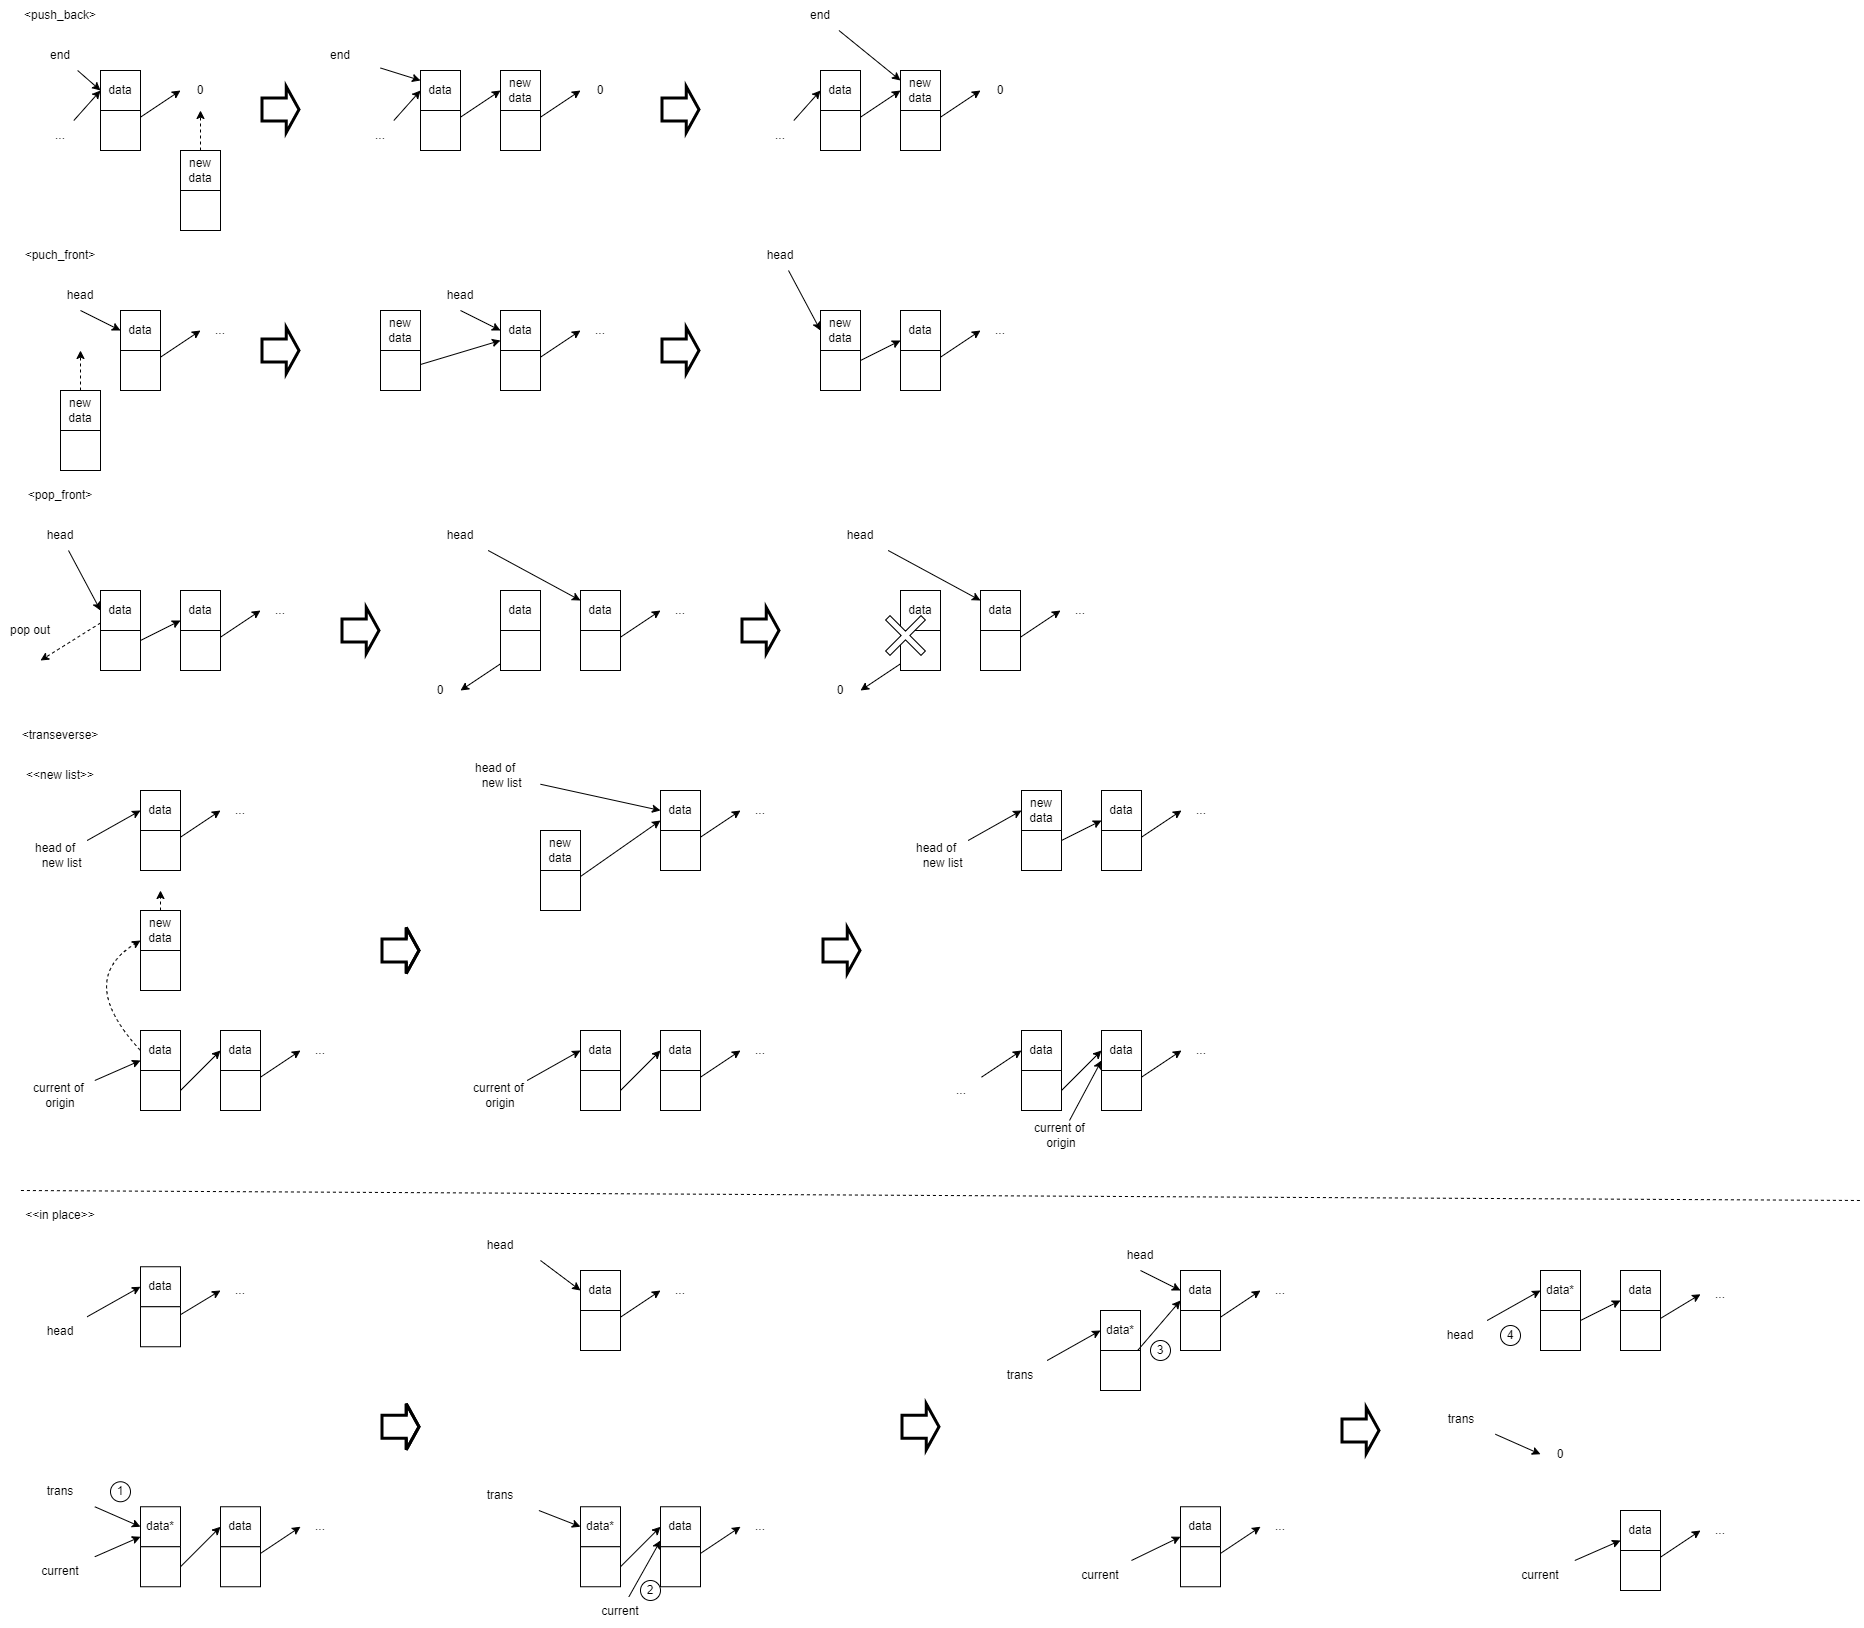 <push_back>
end
end
end
data
0
data
new
data
0
data
new
data
0
...
...
...
new
data
<puch_front>
head
head
head
data
...
new
data
data
...
new
data
data
...
new
data
<pop_front>
head
head
head
data
data
...
data
data
...
data
data
...
pop out
0
0
<transeverse>
<<new list>>
head of
new list
data
...
data
...
new
data
data
...
head of
new list
new
data
head of
new list
new
data
data
data
...
data
data
...
data
data
...
current of
origin
current of
origin
...
current of
origin
<<in place>>
head
head
data
...
data
...
data
...
data*
data
...
head
data*
3
head
4
trans
trans
0
trans
1
trans
data*
data
...
data*
data
...
data
...
data
...
current
2
current
current
current